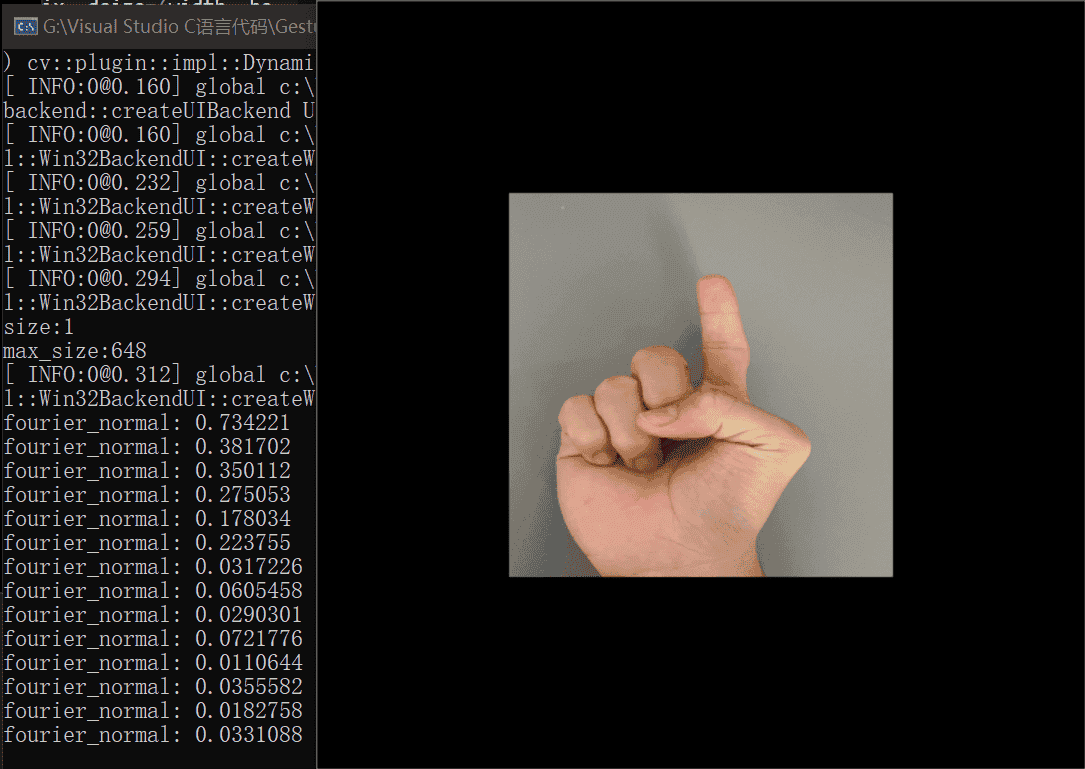 G:\Visual Studio C语言代码\Gest
) cv::plugin::impl::Dynami
[ INFO:0@0.160] global c:\
backend::createUIBackend U
[ INFO:0@0.160] global c:\
l::Win32BackendUI::createW
[ INFO:0@0.232] global c:\
l::Win32BackendUI::createW
[ INFO:0@0.259] global c:\
l::Win32BackendUI::createW
[ INFO:0@0.294] global c:\
l::Win32BackendUI::createW
size:1
max_size:648
[ INFO:0@0.312] global c:\
l::Win32BackendUI::createW
fourier_normal: 0.734221
fourier_normal: 0.381702
fourier_normal: 0.350112
fourier_normal: 0.275053
fourier_normal: 0.178034
fourier_normal: 0.223755
fourier_normal: 0.0317226
fourier_normal: 0.0605458
fourier_normal: 0.0290301
fourier_normal: 0.0721776
fourier_normal: 0.0110644
fourier_normal: 0.0355582
fourier_normal: 0.0182758
fourier_normal: 0.0331088